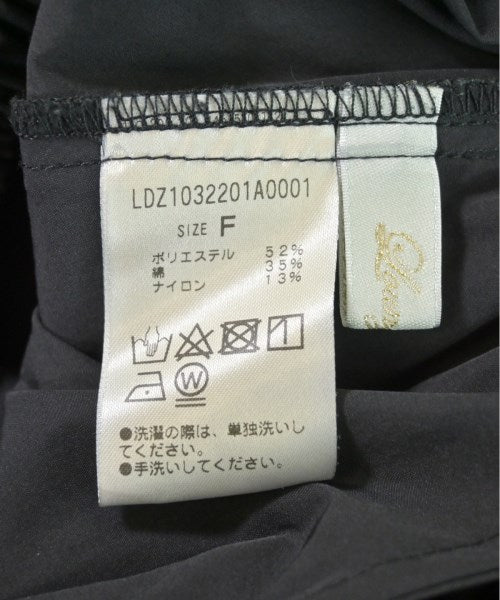 LDZ1032201A0001
SIZE F
ポリエステル 52%
綿 35%
ナイロン 13%
W
●洗濯の際は、単独洗いし
てください。
●手洗いしてください。